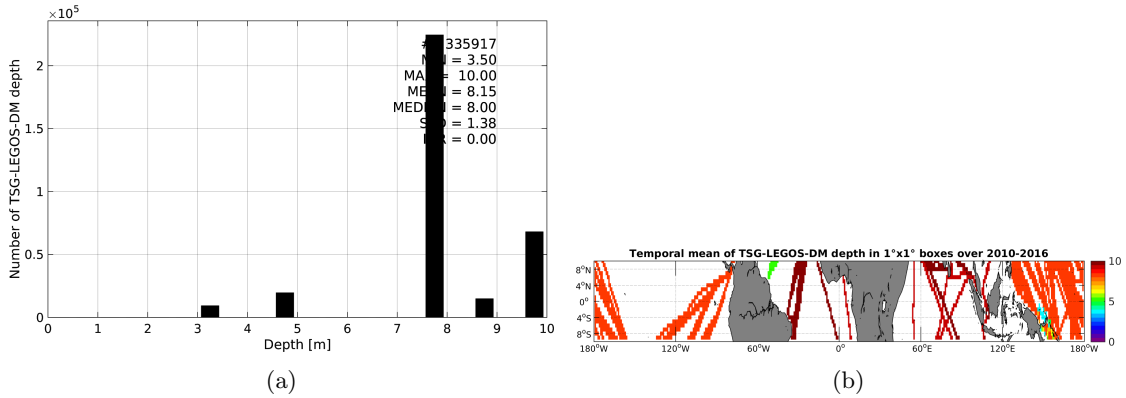 ×10⁵
335917
= 3.50
= 10.00
= 8.15
= 8.00
= 1.38
= 0.00
Number of TSG-LEGOS-DM depth
2
1.5
1
0.5
0
0 1 2 3 4 5 6 7 8 9 10
Depth [m]
(a)
Temporal mean of TSG-LEGOS-DM depth in 1°x1° boxes over 2010-2016
8°N
4°N
0°
4°S
8°S
180°W 120°W 60°W 0° 60°E 120°E 180°W
10
5
0
(b)